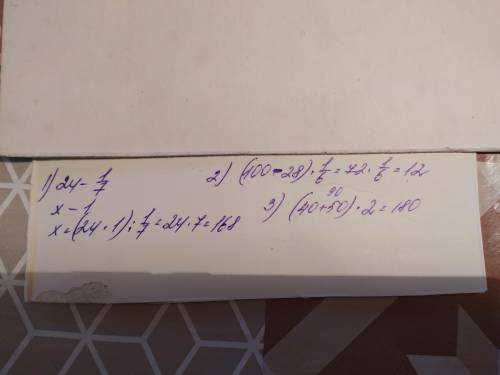 1) 24 - 1/7
x - 1
x = (24 · 1) : 1/7 = 24 · 7 = 168
2) (100 - 28) · 1/6 = 72 · 1/6 = 12
90
3) (40+50) · 2 = 180